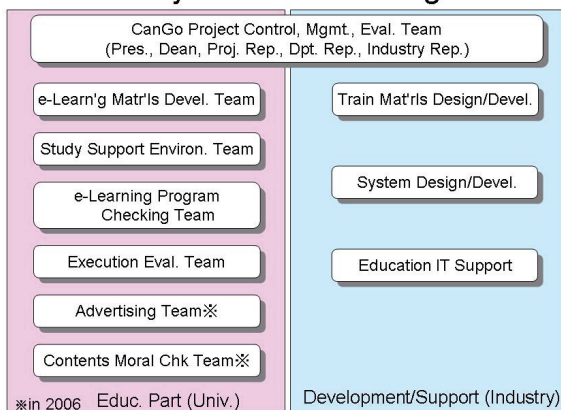 CanGo Project Control, Mgmt., Eval. Team
(Pres., Dean, Proj. Rep., Dpt. Rep., Industry Rep.)
e-Learn'g Matr'ls Devel. Team
Study Support Environ. Team
e-Learning Program
Checking Team
Execution Eval. Team
Advertising Team※
Contents Moral Chk Team※
※in 2006 Educ. Part (Univ.)
Train Mat'rls Design/Devel.
System Design/Devel.
Education IT Support
Development/Support (Industry)